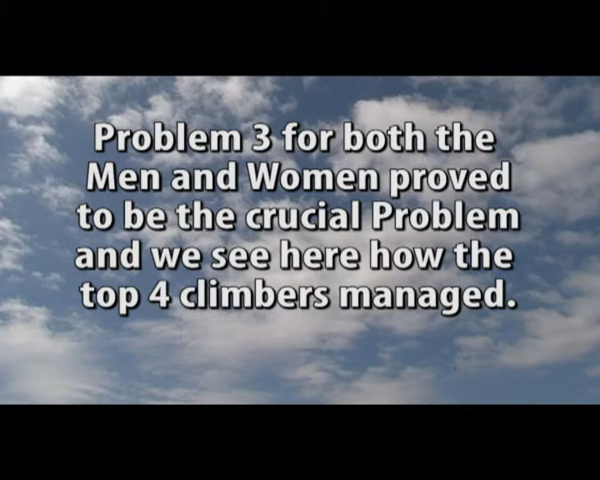 Problem 3 for both the
Men and Women proved
to be the crucial Problem
and we see here how the
top 4 climbers managed.